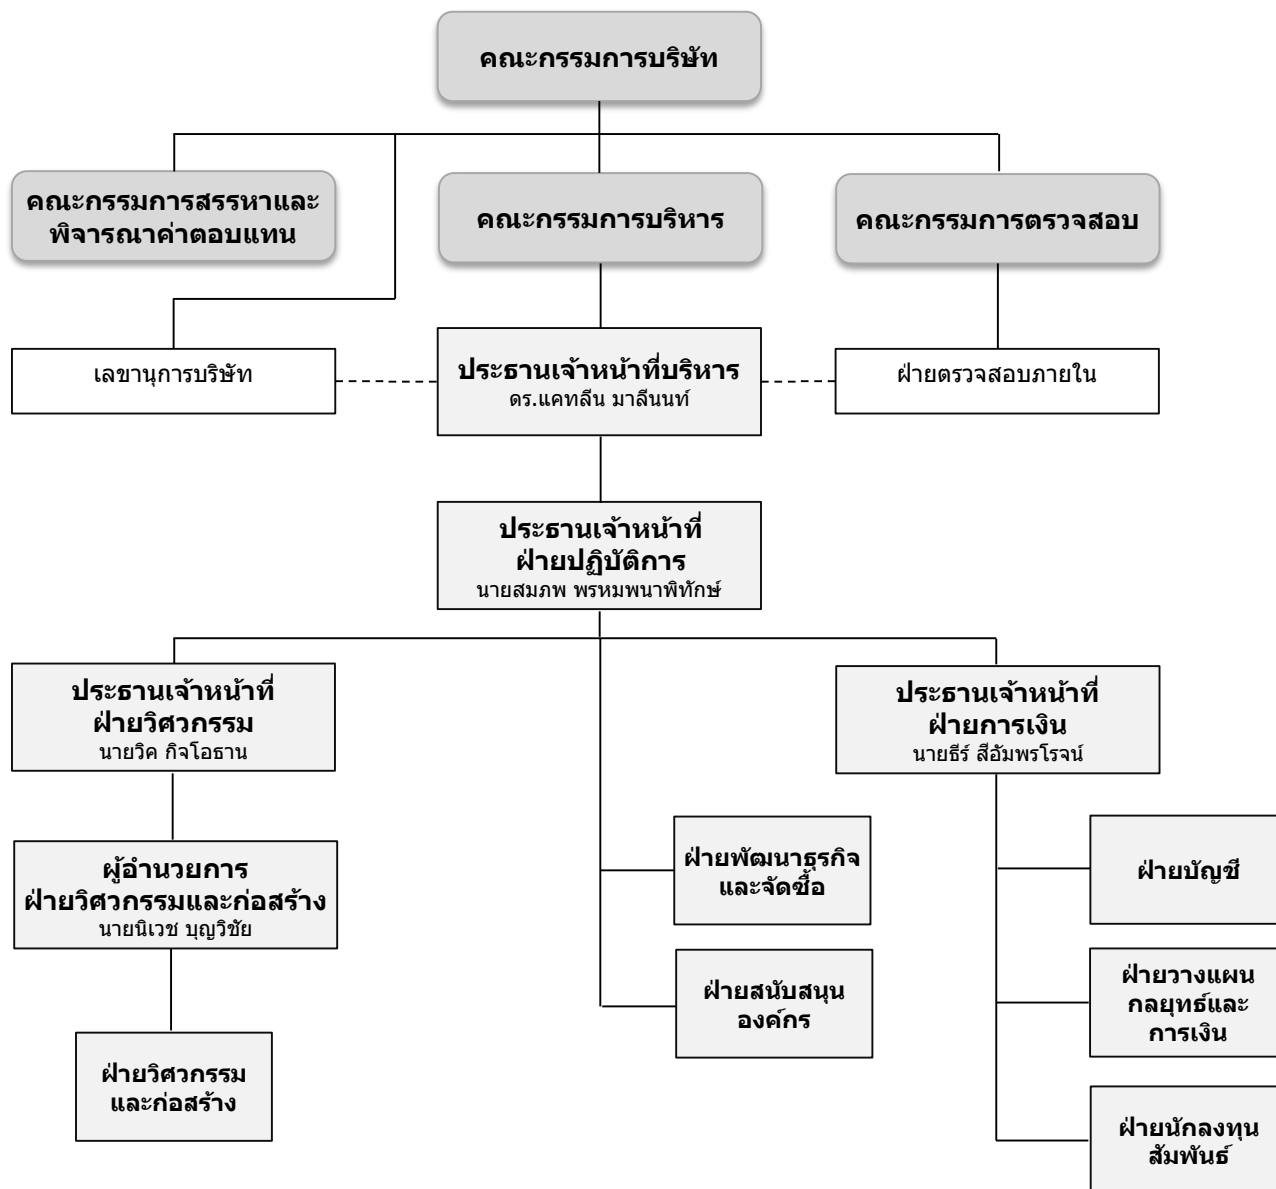 คณะกรรมการบริษัท
คณะกรรมการสรรหาและ
พิจารณาค่าตอบแทน
คณะกรรมการบริหาร
คณะกรรมการตรวจสอบ
เลขานุการบริษัท
ประธานเจ้าหน้าที่บริหาร
ดร.แคทลีน มาลีนนท์
ฝ่ายตรวจสอบภายใน
ประธานเจ้าหน้าที่
ฝ่ายปฏิบัติการ
นายสมภพ พรหมพนาพิทักษ์
ประธานเจ้าหน้าที่
ฝ่ายวิศวกรรม
นายวิค กิจโอธาน
ประธานเจ้าหน้าที่
ฝ่ายการเงิน
นายธีร์ สีอัมพรโรจน์
ผู้อำนวยการ
ฝ่ายวิศวกรรมและก่อสร้าง
นายนิเวช บุญวิชัย
ฝ่ายพัฒนาธุรกิจ
และจัดซื้อ
ฝ่ายบัญชี
ฝ่ายสนับสนุน
องค์กร
ฝ่ายวางแผน
กลยุทธ์และ
การเงิน
ฝ่ายวิศวกรรม
และก่อสร้าง
ฝ่ายนักลงทุน
สัมพันธ์